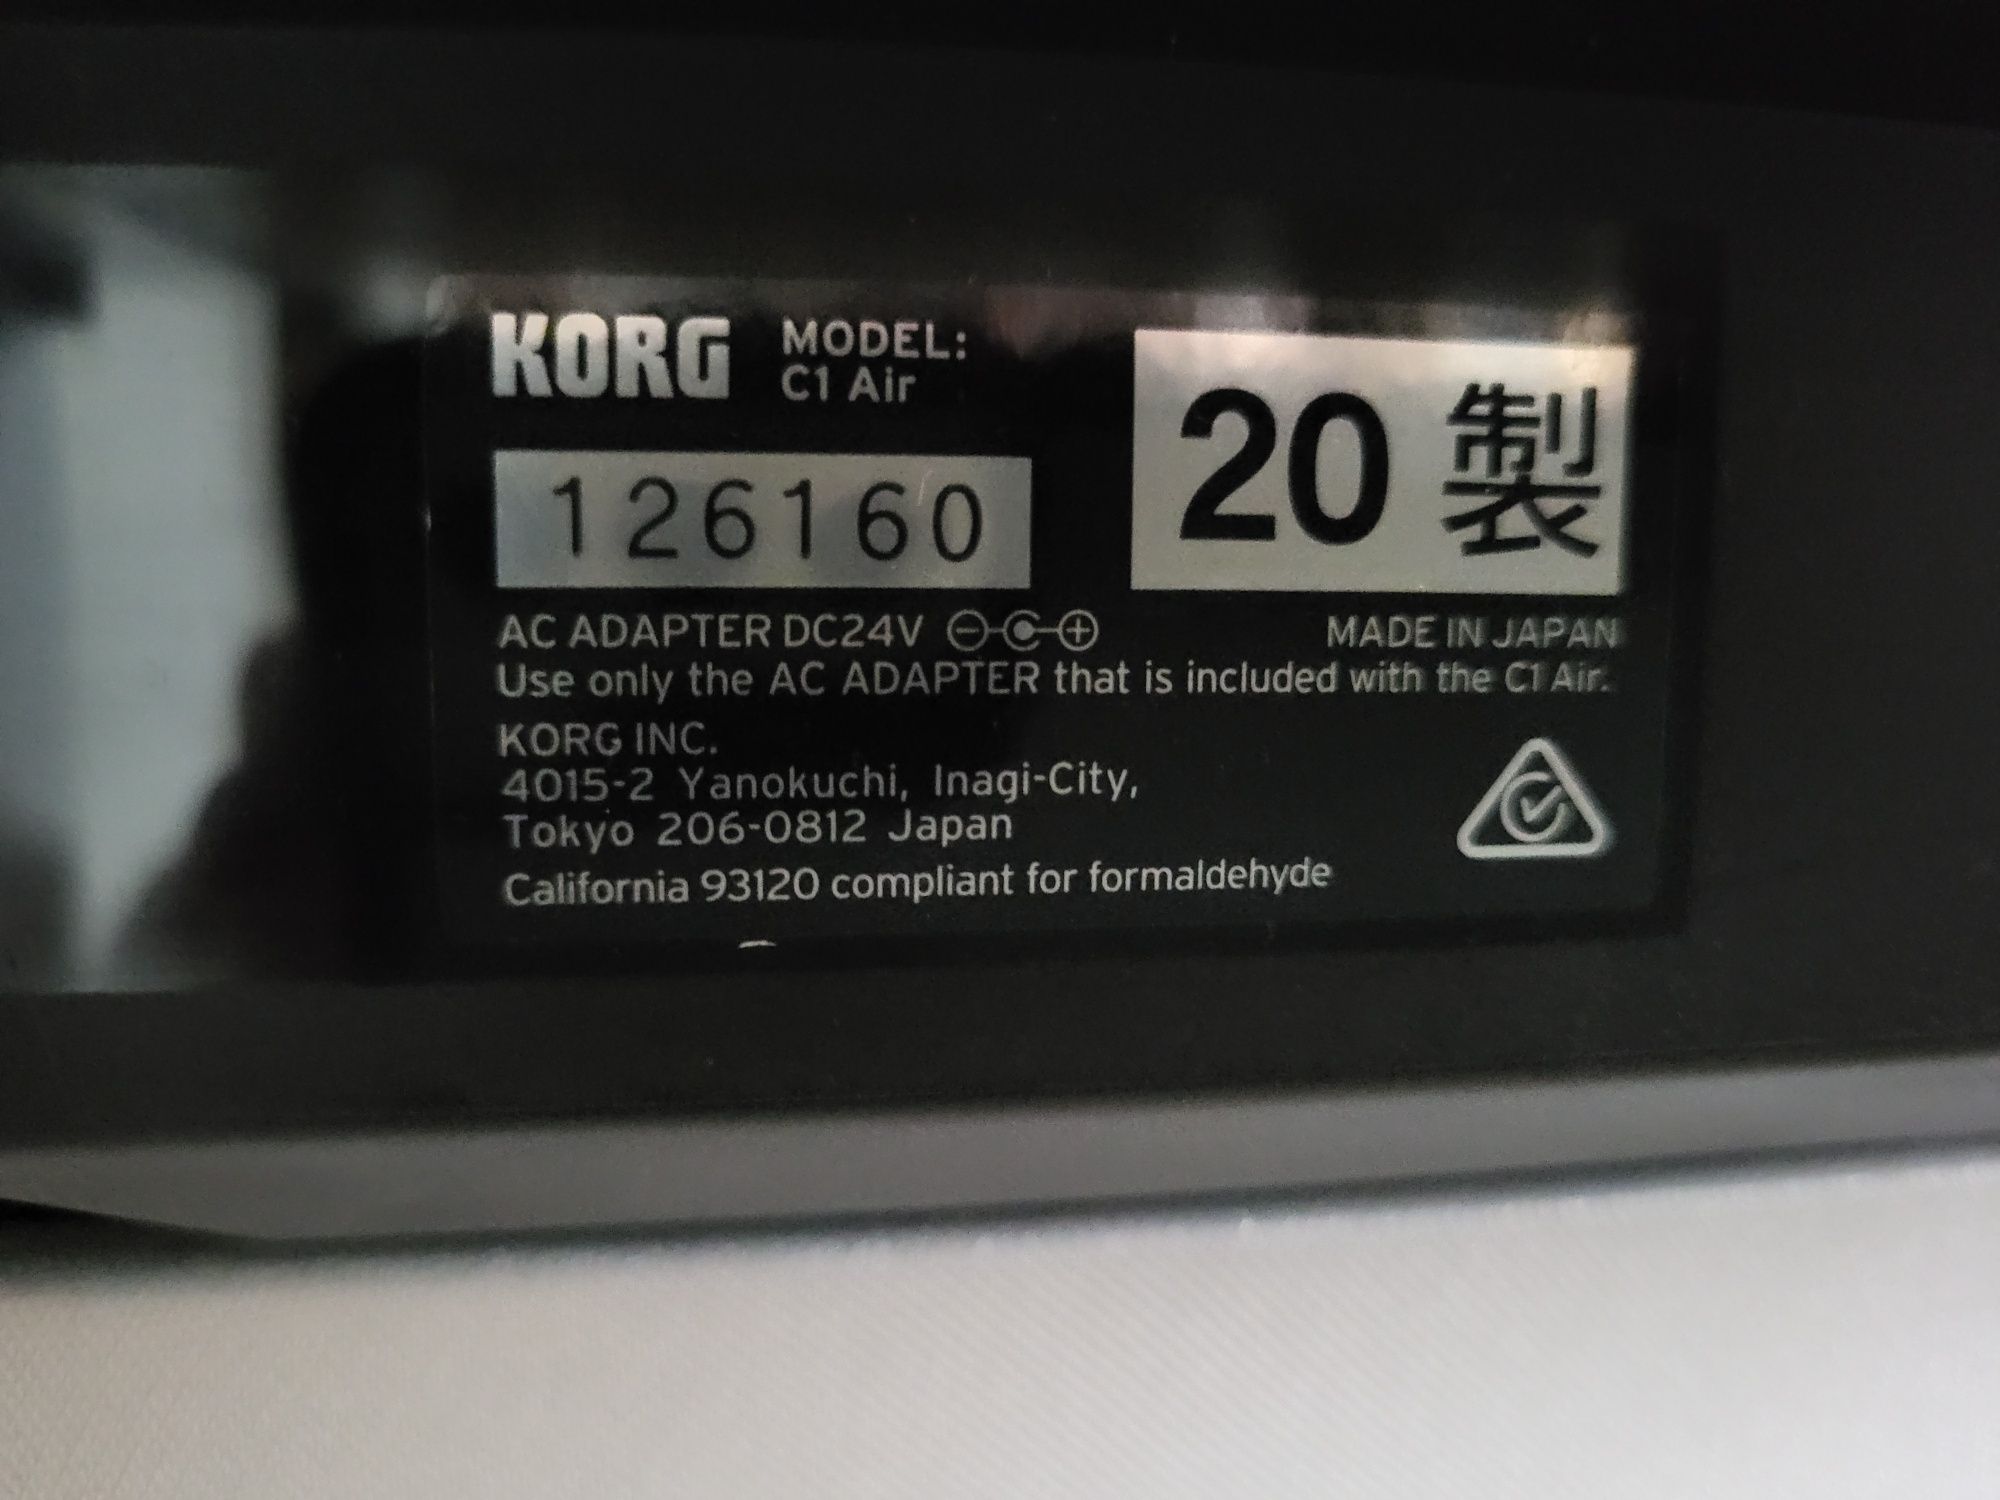 KORG MODEL:
C1 Air
126160
20 製
AC ADAPTER DC24V
MADE IN JAPAN
Use only the AC ADAPTER that is included with the C1 Air.
KORG INC.
4015-2 Yanokuchi, Inagi-City,
Tokyo 206-0812 Japan
California 93120 compliant for formaldehyde